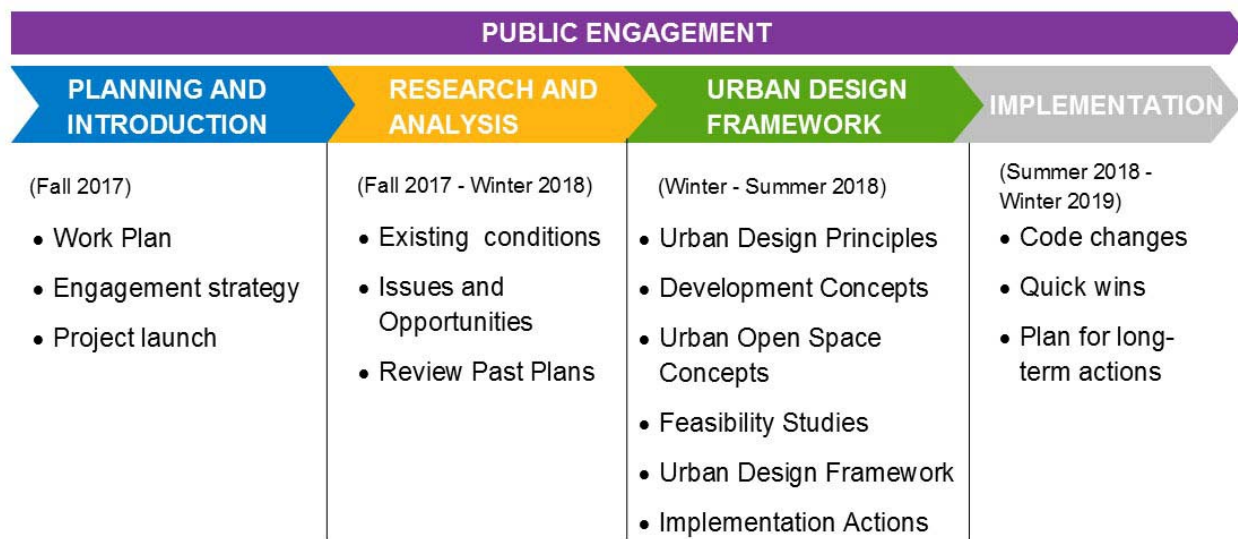 PUBLIC ENGAGEMENT
PLANNING AND
INTRODUCTION
(Fall 2017)
• Work Plan
• Engagement strategy
• Project launch
RESEARCH AND
ANALYSIS
(Fall 2017 - Winter 2018)
• Existing conditions
• Issues and
Opportunities
• Review Past Plans
URBAN DESIGN
FRAMEWORK
(Winter - Summer 2018)
• Urban Design Principles
• Development Concepts
• Urban Open Space
Concepts
• Feasibility Studies
• Urban Design Framework
• Implementation Actions
IMPLEMENTATION
(Summer 2018 -
Winter 2019)
• Code changes
• Quick wins
• Plan for long-
term actions